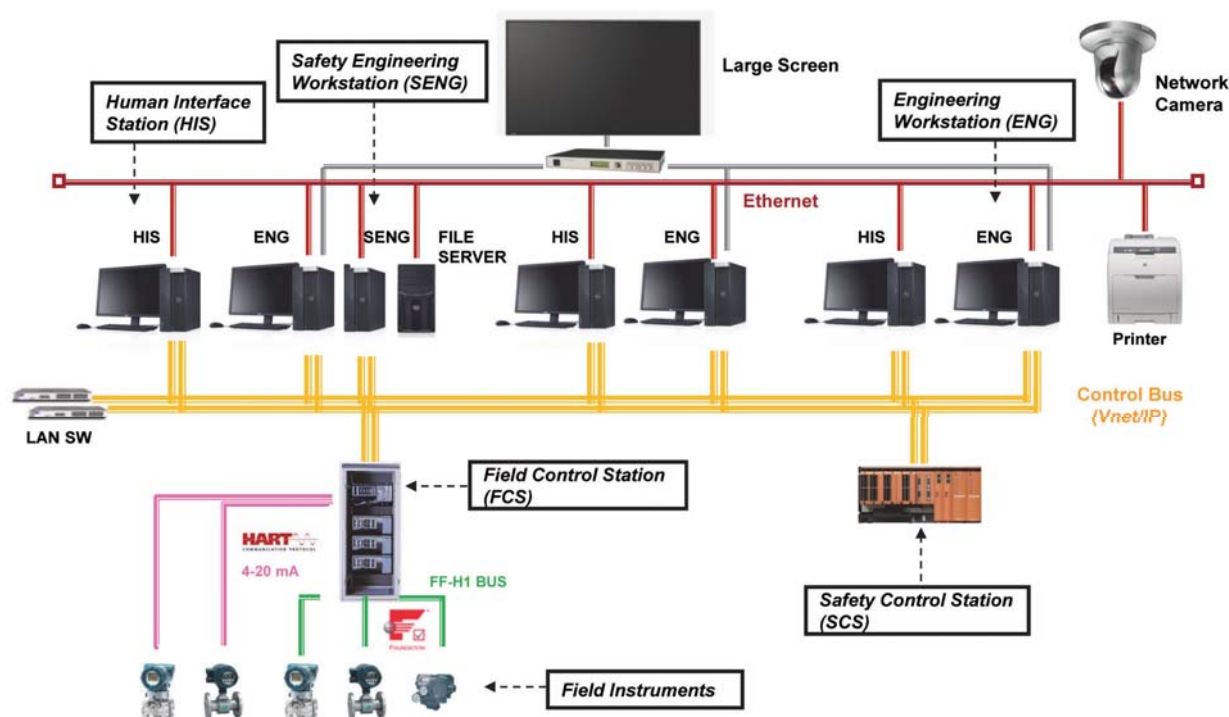 Safety Engineering
Workstation (SENG)
Large Screen
Human Interface
Station (HIS)
Engineering
Workstation (ENG)
Network
Camera
Ethernet
HIS
ENG
SENG
FILE
SERVER
HIS
ENG
HIS
ENG
Printer
LAN SW
Control Bus
(Vnet/IP)
Field Control Station
(FCS)
HART
COMMUNICATION PROTOCOL
4-20 mA
FF-H1 BUS
FOUNDATION
Safety Control Station
(SCS)
Field Instruments